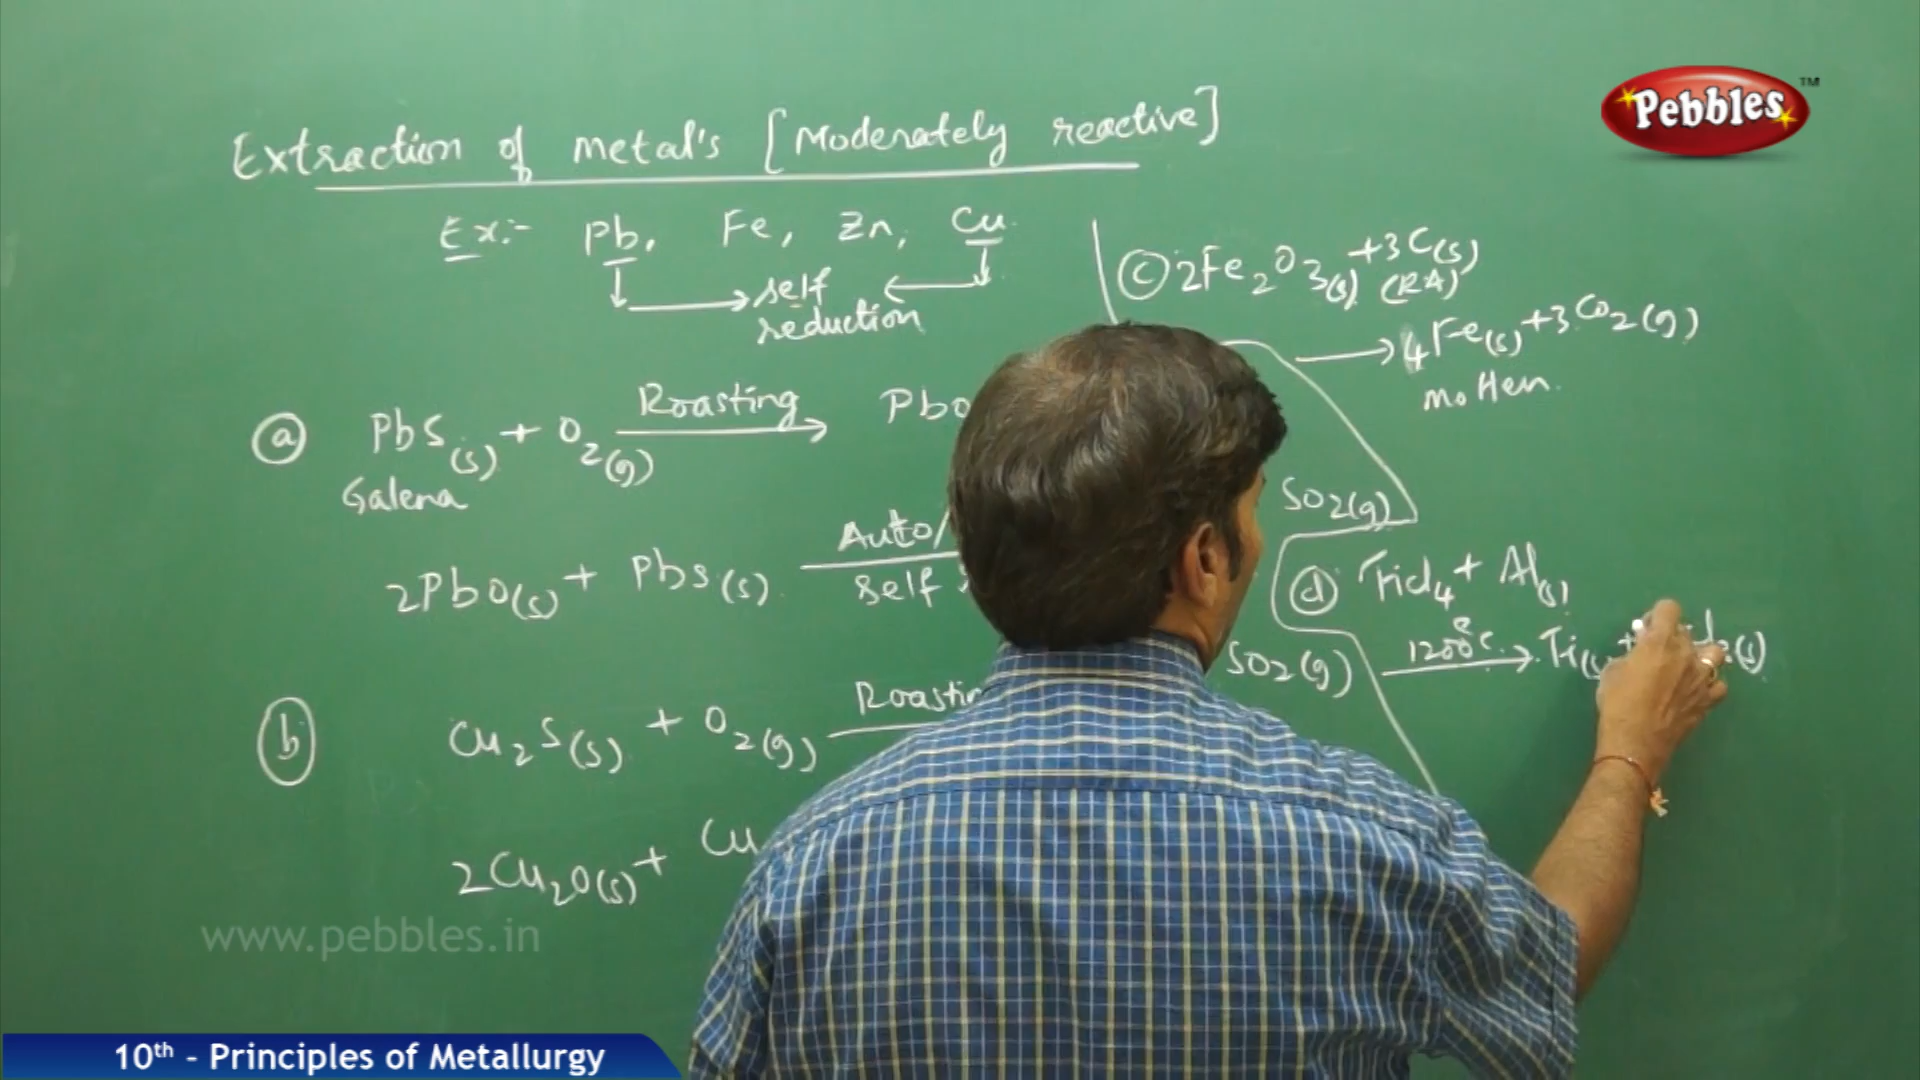 Pebbles™
Extraction of metal's [Moderately reactive]
Ex:- Pb, Fe, Zn, Cu
self
reduction
(a) PbS(s) + O2(g) Roasting → PbO
Galena
SO2(g)
2PbO(s) + Pbs(s) Auto/
self
SO2(g)
(b) Cu2S(s) + O2(g)
2Cu2O(s) + Cu
(c) 2Fe2O3(s) + 3C(s)
(RA)
→ 4Fe(s) + 3CO2(g)
molten.
(d) Ticl4 + Al(s)
1200°C → Ti(s) +
www.pebbles.in
10th - Principles of Metallurgy